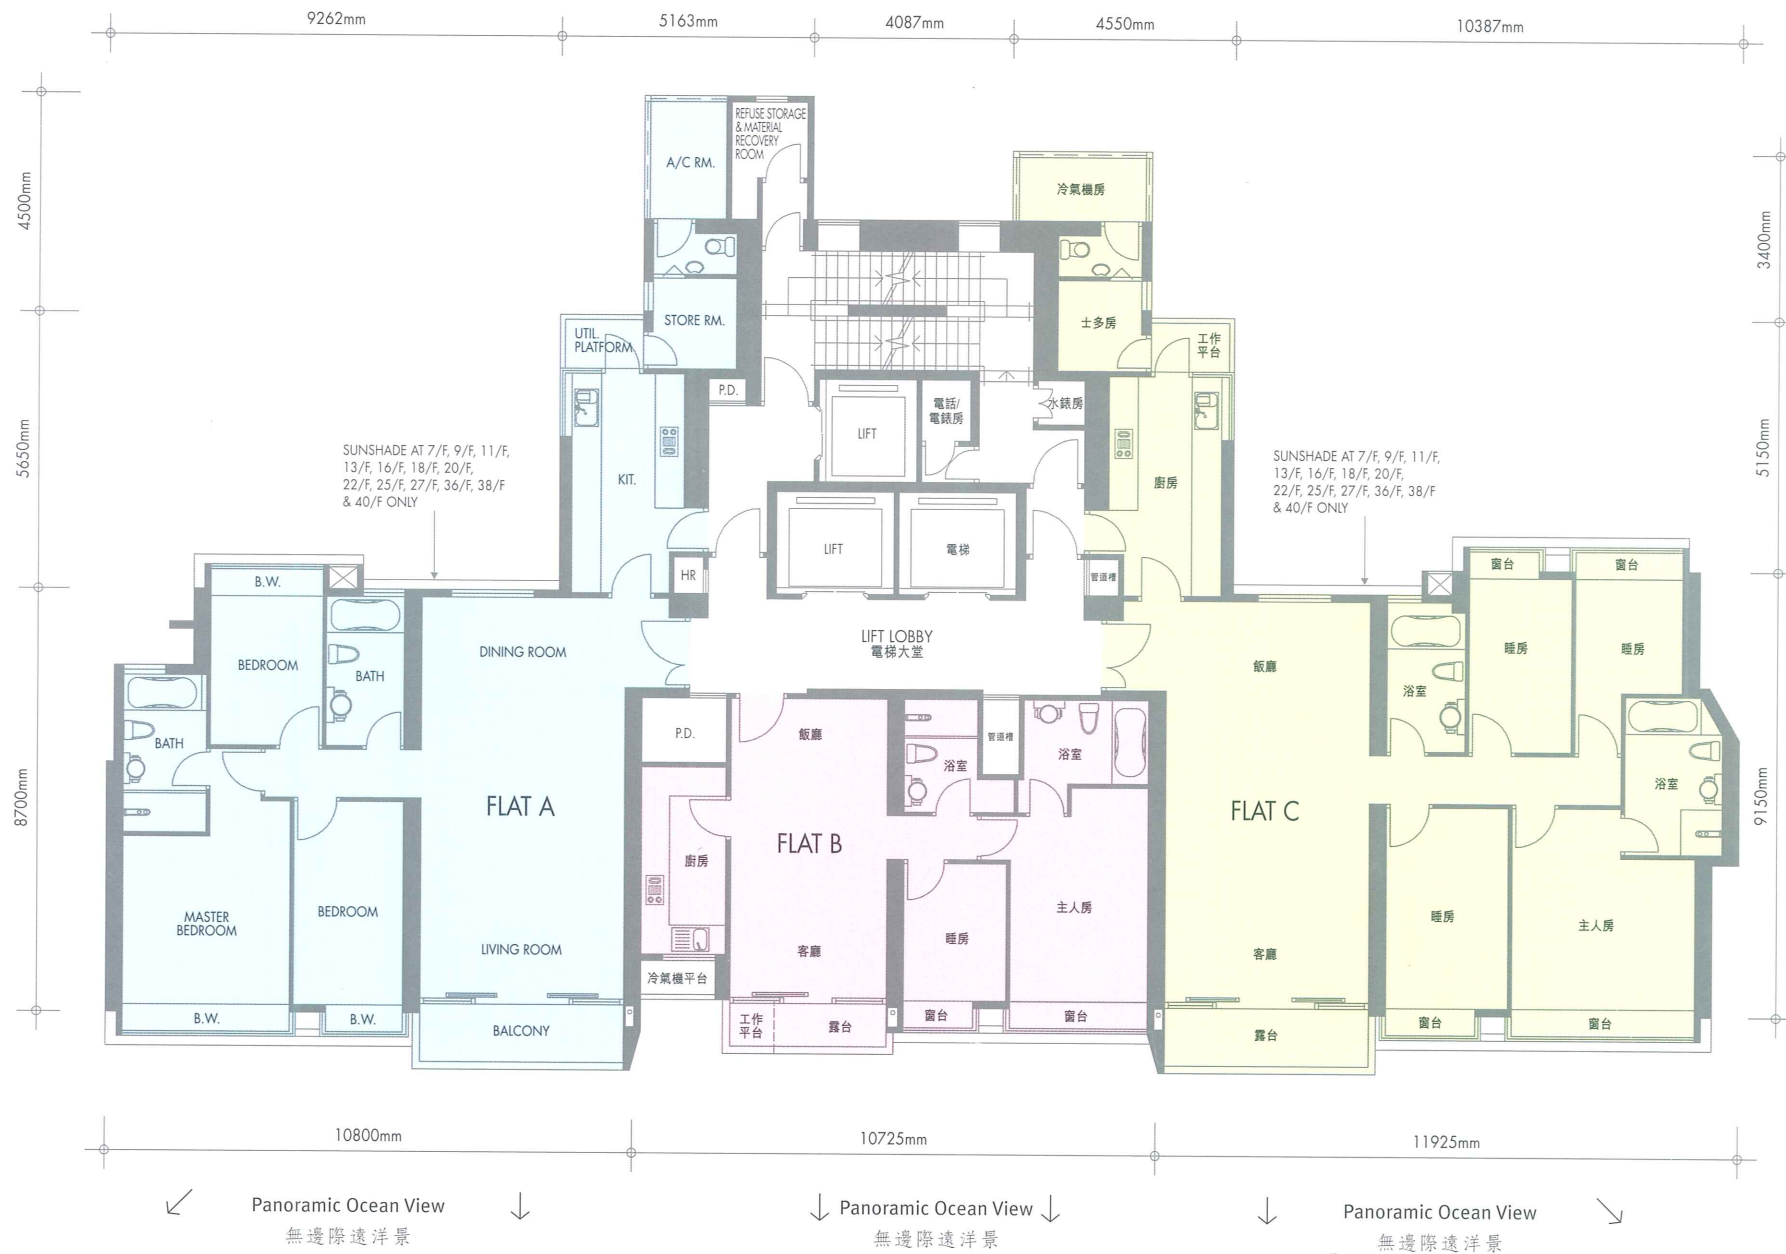 9262mm
5163mm
4087mm
4550mm
10387mm
4500mm
5650mm
8700mm
3400mm
5150mm
9150mm
A/C RM.
REFUSE STORAGE
& MATERIAL
RECOVERY
ROOM
冷氣機房
STORE RM.
士多房
UTIL.
PLATFORM
工作
平台
P.D.
LIFT
電話/
電錶房
水錶房
SUNSHADE AT 7/F, 9/F, 11/F,
13/F, 16/F, 18/F, 20/F,
22/F, 25/F, 27/F, 36/F, 38/F
& 40/F ONLY
KIT.
廚房
SUNSHADE AT 7/F, 9/F, 11/F,
13/F, 16/F, 18/F, 20/F,
22/F, 25/F, 27/F, 36/F, 38/F
& 40/F ONLY
LIFT
電梯
HR
管道槽
B.W.
窗台
窗台
LIFT LOBBY
電梯大堂
BEDROOM
BATH
DINING ROOM
飯廳
浴室
睡房
睡房
BATH
P.D.
飯廳
浴室
管道槽
浴室
浴室
FLAT A
FLAT B
FLAT C
廚房
MASTER
BEDROOM
BEDROOM
LIVING ROOM
客廳
睡房
主人房
客廳
睡房
主人房
冷氣機平台
B.W.
B.W.
BALCONY
工作
平台
露台
窗台
窗台
露台
窗台
窗台
10800mm
10725mm
11925mm
Panoramic Ocean View
無邊際遠洋景
Panoramic Ocean View
無邊際遠洋景
Panoramic Ocean View
無邊際遠洋景